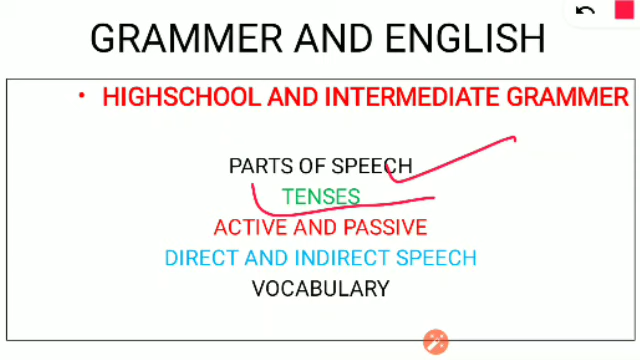 GRAMMER AND ENGLISH
• HIGHSCHOOL AND INTERMEDIATE GRAMMER
PARTS OF SPEECH
TENSES
ACTIVE AND PASSIVE
DIRECT AND INDIRECT SPEECH
VOCABULARY